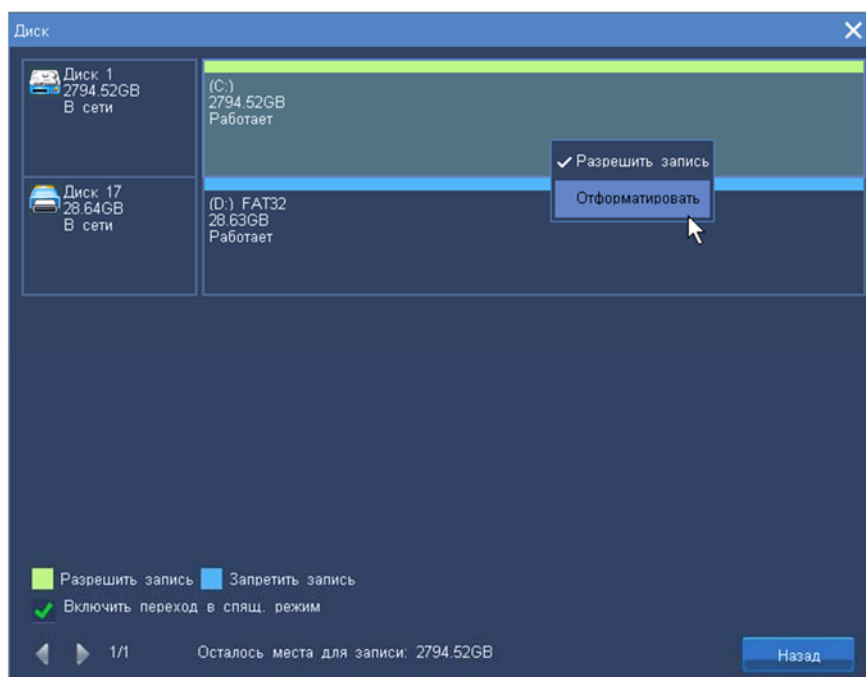 Диск
Диск 1
2794.52GB
В сети
(C:)
2794.52GB
Работает
Разрешить запись
Отформатировать
Диск 17
28.64GB
В сети
(D:) FAT32
28.63GB
Работает
Разрешить запись
Запретить запись
Включить переход в спящ. режим
1/1
Осталось места для записи: 2794.52GB
Назад